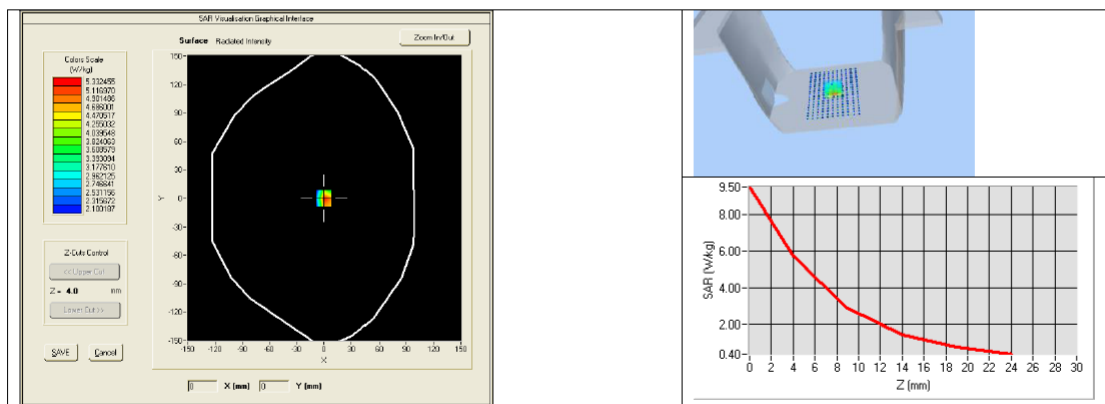 SAR Visualisation Graphical Interface
Surface Radiated Intensity
Zoom In/Out
Colors Scale
(W/kg)
5.332455
5.116970
4.901486
4.686001
4.470517
4.255032
4.039548
3.824063
3.608579
3.393094
3.177610
2.962125
2.746641
2.531156
2.315672
2.100187
150
120
90
60
30
0
-30
-60
-90
-120
-150
Y
-150 -120 -90 -60 -30 0 30 60 90 120 150
X
Z-Cuts Control
<< Upper Cut
Z = 4.0 mm
Lower Cut >>
SAVE Cancel
0 X (mm) 0 Y (mm)
9.50
8.00
6.00
4.00
2.00
0.40
SAR (W/kg)
0 2 4 6 8 10 12 14 16 18 20 22 24 26 28 30
Z (mm)